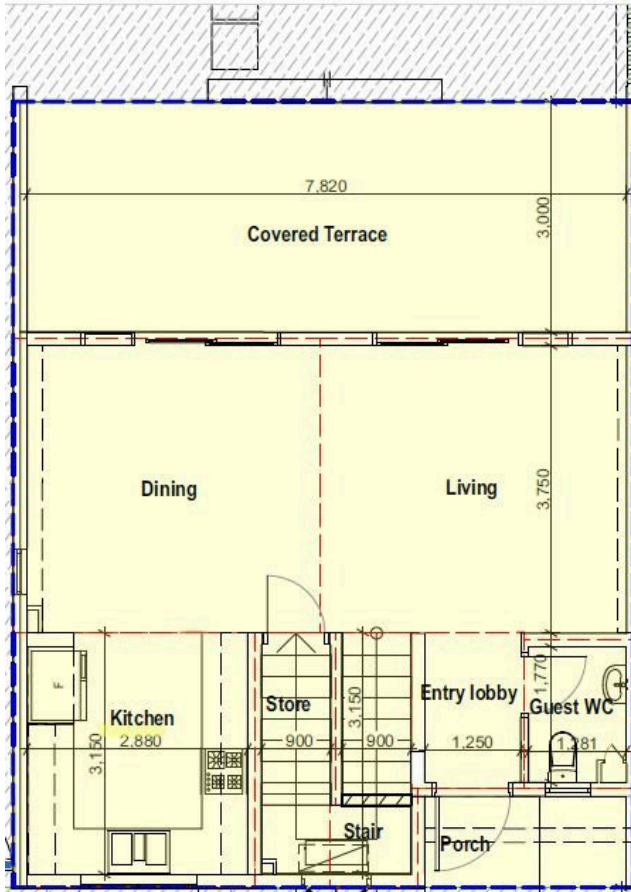 7,820
3,000
Covered Terrace
Dining
Living
3,750
F
Kitchen
2,880
3,150
Store
900
3,150
900
Entry lobby
1,250
1,770
Guest WC
1,281
Stair
Porch